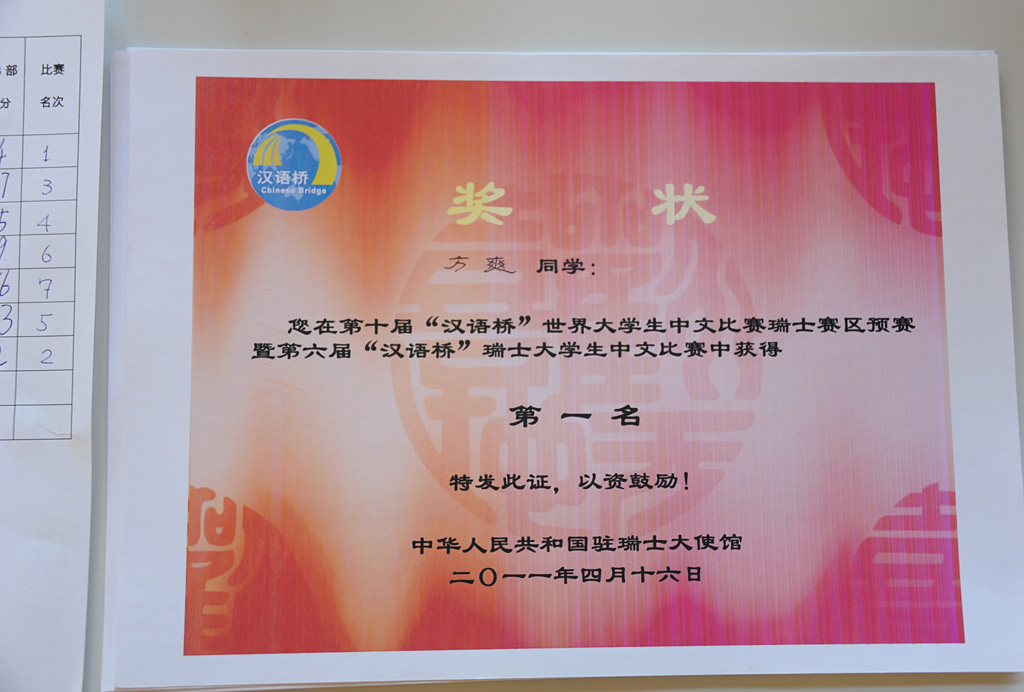 部 比赛
分 名次
1
3
4
6
7
5
2
汉语桥
Chinese Bridge
奖 状
方爽 同学：
您在第十届“汉语桥”世界大学生中文比赛瑞士赛区预赛
暨第六届“汉语桥”瑞士大学生中文比赛中获得
第一名
特发此证，以资鼓励！
中华人民共和国驻瑞士大使馆
二〇一一年四月十六日